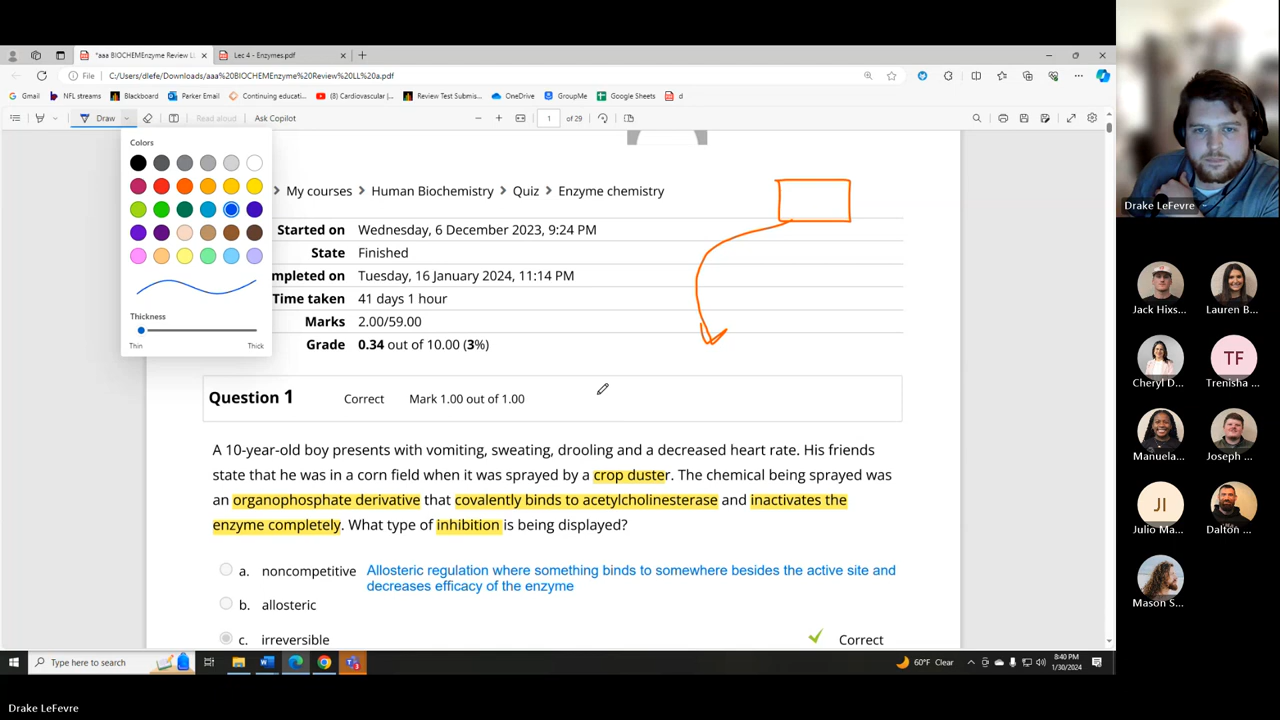 *aaa BIOCHEMEnzyme Review L
Lec 4 - Enzymes.pdf
File
C:/Users/dlefe/Downloads/aaa%20BIOCHEMEnzyme%20Review%20LL%20a.pdf
Gmail
NFL streams
Blackboard
Parker Email
Continuing educati...
(8) Cardiovascular |...
Review Test Submis...
OneDrive
GroupMe
Google Sheets
d
Draw
Read aloud
1
of 29
Ask Copilot
Colors
Thickness
Thin
Thick
My courses
Human Biochemistry
Quiz
Enzyme chemistry
Started on Wednesday, 6 December 2023, 9:24 PM
State Finished
mpleted on Tuesday, 16 January 2024, 11:14 PM
Time taken 41 days 1 hour
Marks 2.00/59.00
Grade 0.34 out of 10.00 (3%)
Question 1 Correct Mark 1.00 out of 1.00
A 10-year-old boy presents with vomiting, sweating, drooling and a decreased heart rate. His friends
state that he was in a corn field when it was sprayed by a crop duster. The chemical being sprayed was
an organophosphate derivative that covalently binds to acetylcholinesterase and inactivates the
enzyme completely. What type of inhibition is being displayed?
a. noncompetitive Allosteric regulation where something binds to somewhere besides the active site and
decreases efficacy of the enzyme
b. allosteric
c. irreversible
Correct
Type here to search
60°F Clear
8:40 PM
1/30/2024
Drake LeFevre
Jack Hixs...
Lauren B...
Cheryl D...
TF
Trenisha ...
Manuela...
Joseph ...
JI
Julio Ma...
Dalton ...
Mason S...
Drake LeFevre